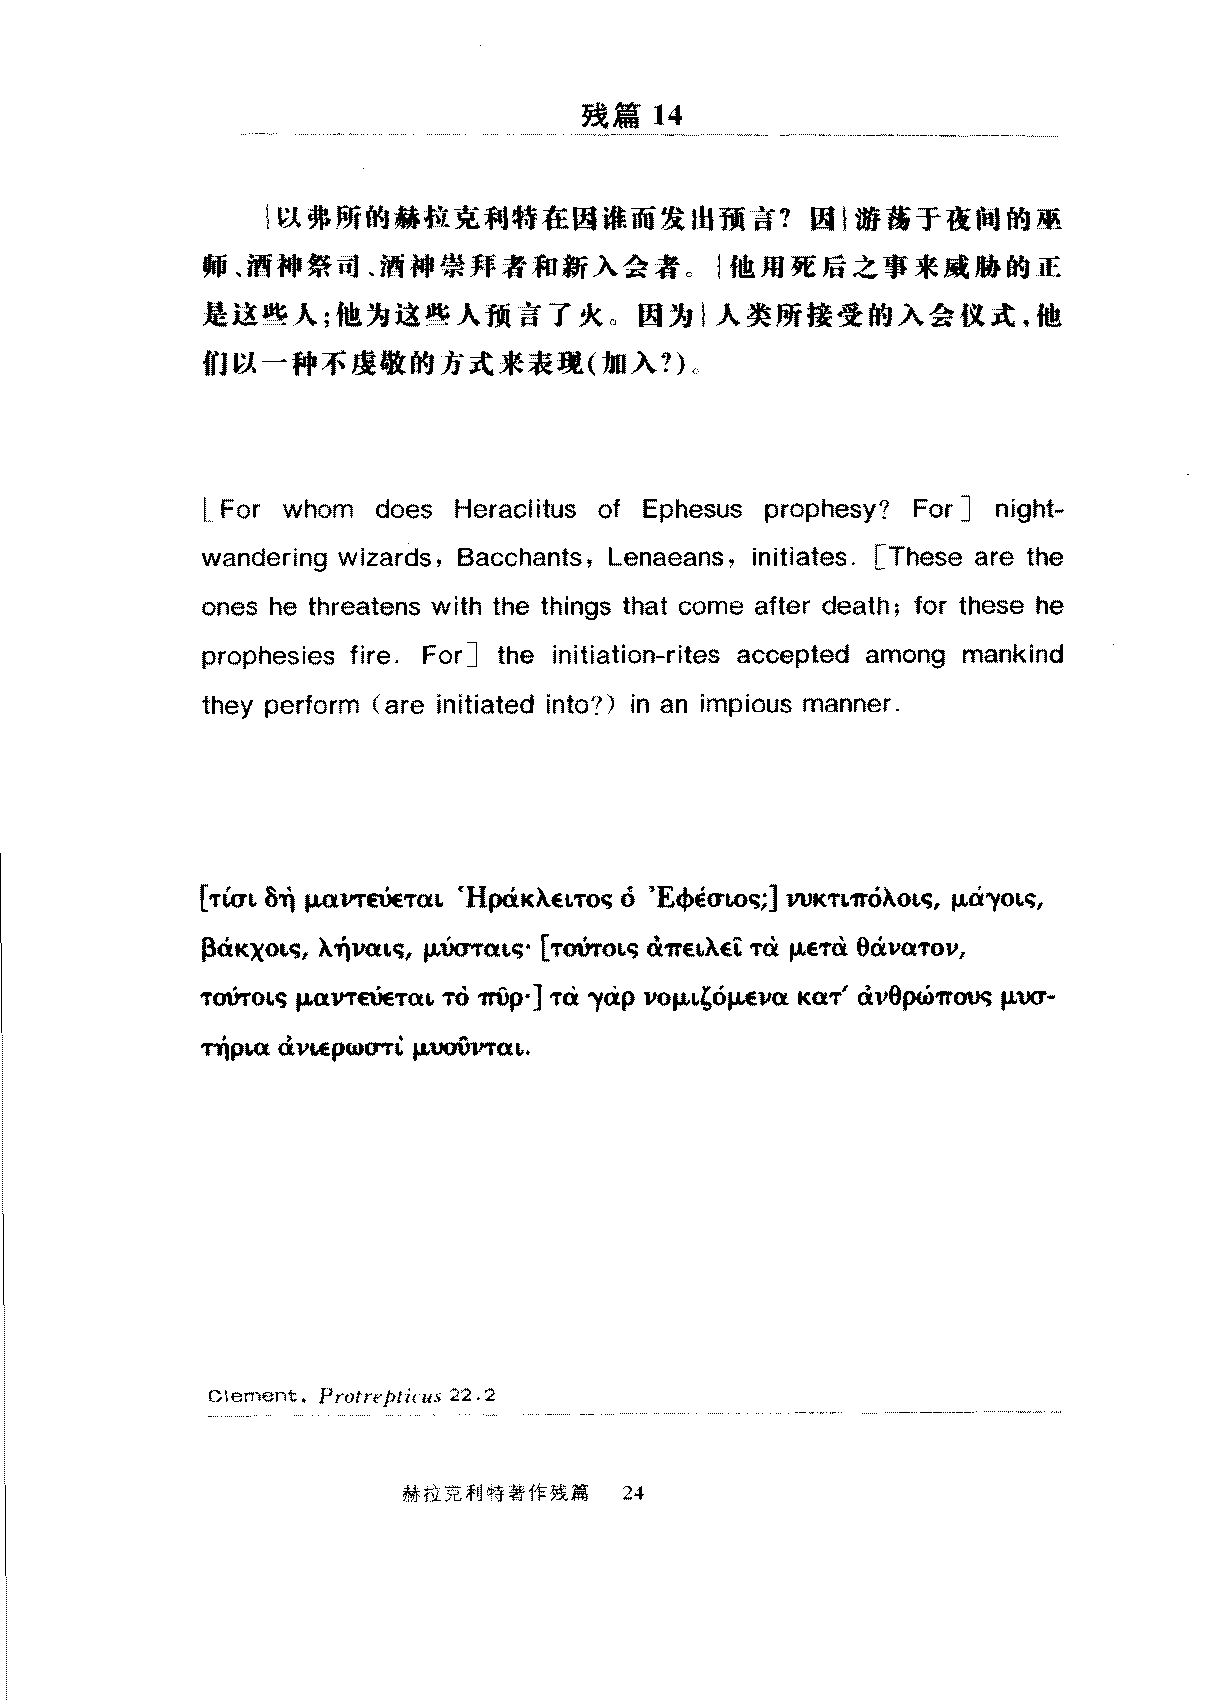 残篇 14
[以弗所的赫拉克利特在因谁而发出预言? 因]游荡于夜间的巫
师、酒神祭司、酒神崇拜者和新入会者。[他用死后之事来威胁的正
是这些人;他为这些人预言了火。因为]人类所接受的入会仪式,他
们以一种不虔敬的方式来表现(加入?)。
[For whom does Heraclitus of Ephesus prophesy? For] night-
wandering wizards, Bacchants, Lenaeans, initiates. [These are the
ones he threatens with the things that come after death; for these he
prophesies fire. For] the initiation-rites accepted among mankind
they perform (are initiated into?) in an impious manner.
[τίσι δὴ μαντεύεται Ἡράκλειτος ὁ Ἐφέσιος;] νυκτιπόλοις, μάγοις,
βάκχοις, λήναις, μύσταις· [τούτοις ἀπειλεῖ τὰ μετὰ θάνατον,
τούτοις μαντεύεται τὸ πῦρ·] τὰ γὰρ νομιζόμενα κατ' ἀνθρώπους μυσ-
τήρια ἀνιερωστὶ μυοῦνται.
Clement, Protrepticus 22.2
赫拉克利特著作残篇 24